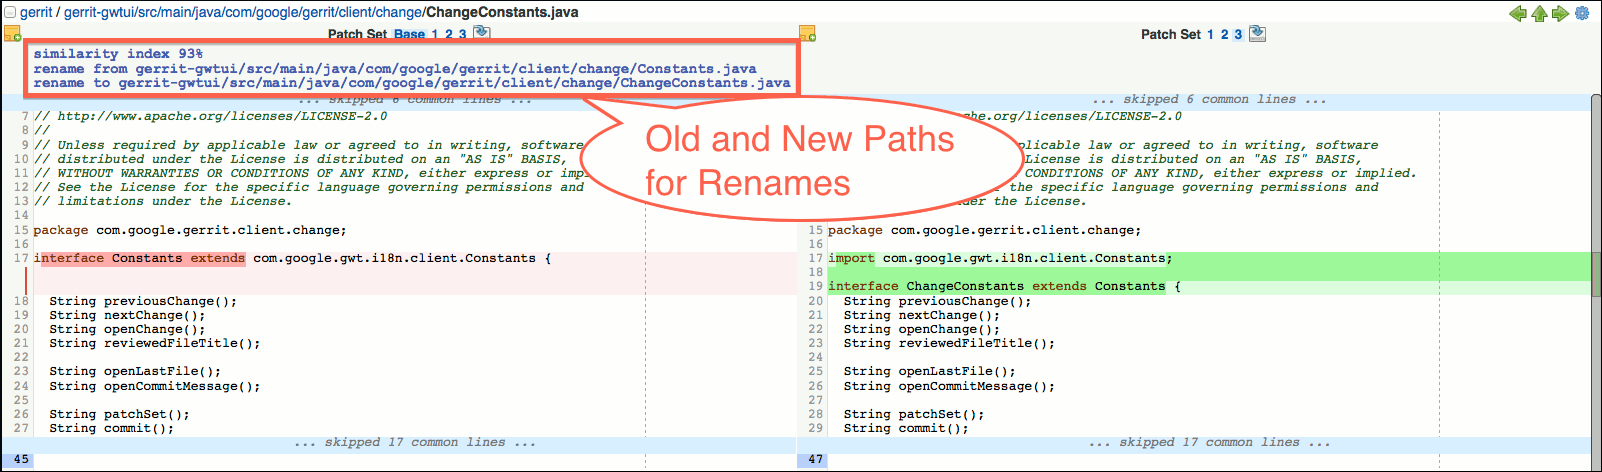 gerrit / gerrit-gwtui/src/main/java/com/google/gerrit/client/change/ChangeConstants.java
Patch Set Base 1 2 3
similarity index 93%
rename from gerrit-gwtui/src/main/java/com/google/gerrit/client/change/Constants.java
rename to gerrit-gwtui/src/main/java/com/google/gerrit/client/change/ChangeConstants.java
... skipped 6 common lines ...
7 // http://www.apache.org/licenses/LICENSE-2.0
8 //
9 // Unless required by applicable law or agreed to in writing, software
10 // distributed under the License is distributed on an "AS IS" BASIS,
11 // WITHOUT WARRANTIES OR CONDITIONS OF ANY KIND, either express or imp
12 // See the License for the specific language governing permissions and
13 // limitations under the License.
14
15 package com.google.gerrit.client.change;
16
17 interface Constants extends com.google.gwt.i18n.client.Constants {
18 String previousChange();
19 String nextChange();
20 String openChange();
21 String reviewedFileTitle();
22
23 String openLastFile();
24 String openCommitMessage();
25
26 String patchSet();
27 String commit();
... skipped 17 common lines ...
45
Old and New Paths
for Renames
Patch Set 1 2 3
... skipped 6 common lines ...
che.org/licenses/LICENSE-2.0
plicable law or agreed to in writing, software
License is distributed on an "AS IS" BASIS,
CONDITIONS OF ANY KIND, either express or implied.
the specific language governing permissions and
der the License.
15 package com.google.gerrit.client.change;
16
17 import com.google.gwt.i18n.client.Constants;
18
19 interface ChangeConstants extends Constants {
20 String previousChange();
21 String nextChange();
22 String openChange();
23 String reviewedFileTitle();
24
25 String openLastFile();
26 String openCommitMessage();
27
28 String patchSet();
29 String commit();
... skipped 17 common lines ...
47